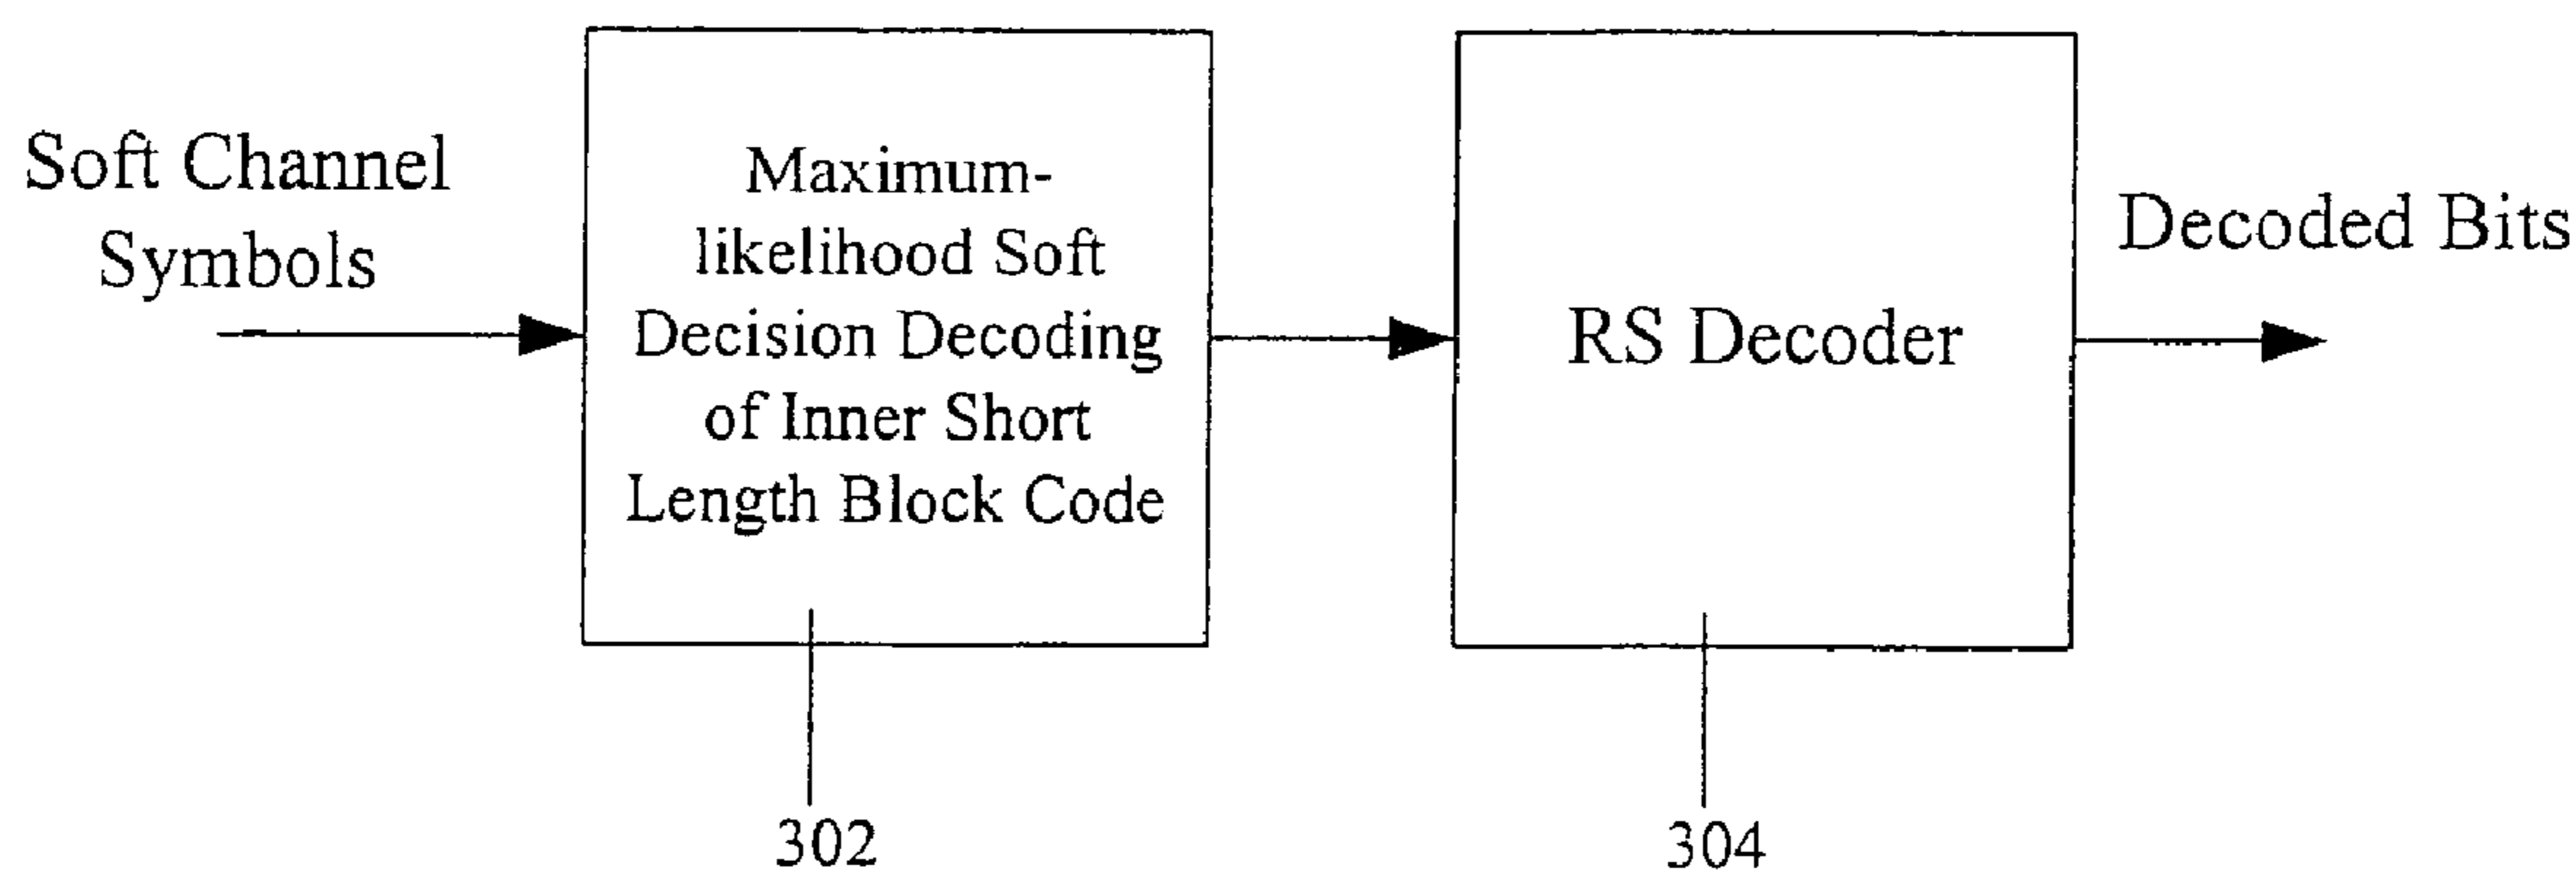 Soft Channel
Symbols
Maximum-
likelihood Soft
Decision Decoding
of Inner Short
Length Block Code
RS Decoder
Decoded Bits
302
304